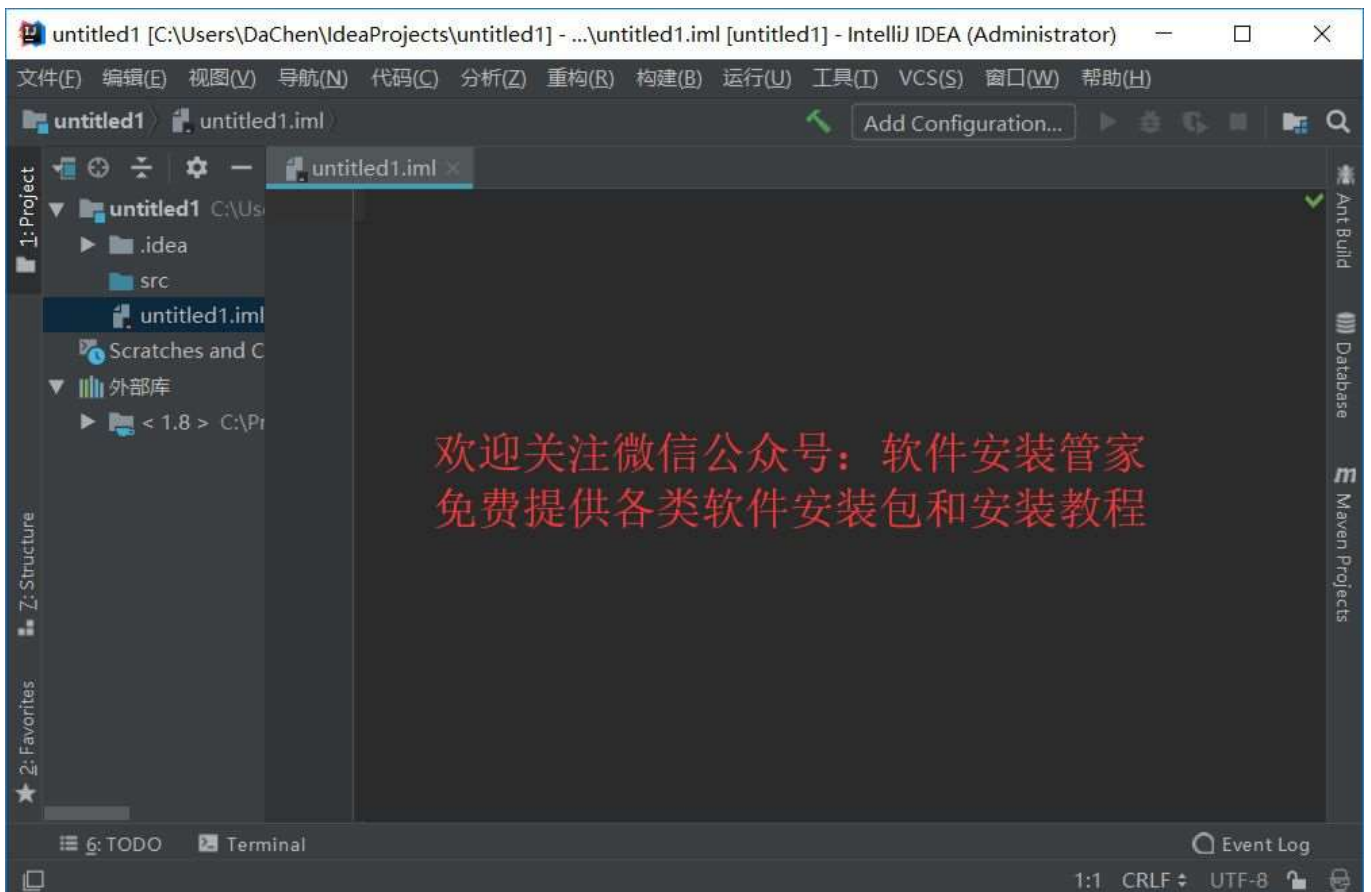 untitled1 [C:\Users\DaChen\IdeaProjects\untitled1] - ...\untitled1.iml [untitled1] - IntelliJ IDEA (Administrator)
文件(F) 编辑(E) 视图(V) 导航(N) 代码(C) 分析(Z) 重构(R) 构建(B) 运行(U) 工具(T) VCS(S) 窗口(W) 帮助(H)
untitled1 untitled1.iml Add Configuration...
untitled1.iml
1: Project
untitled1 C:\Us
.idea
src
untitled1.iml
Scratches and C
外部库
< 1.8 > C:\Pr
欢迎关注微信公众号：软件安装管家
免费提供各类软件安装包和安装教程
Z: Structure
2: Favorites
Ant Build
Database
Maven Projects
6: TODO Terminal Event Log
1:1 CRLF UTF-8